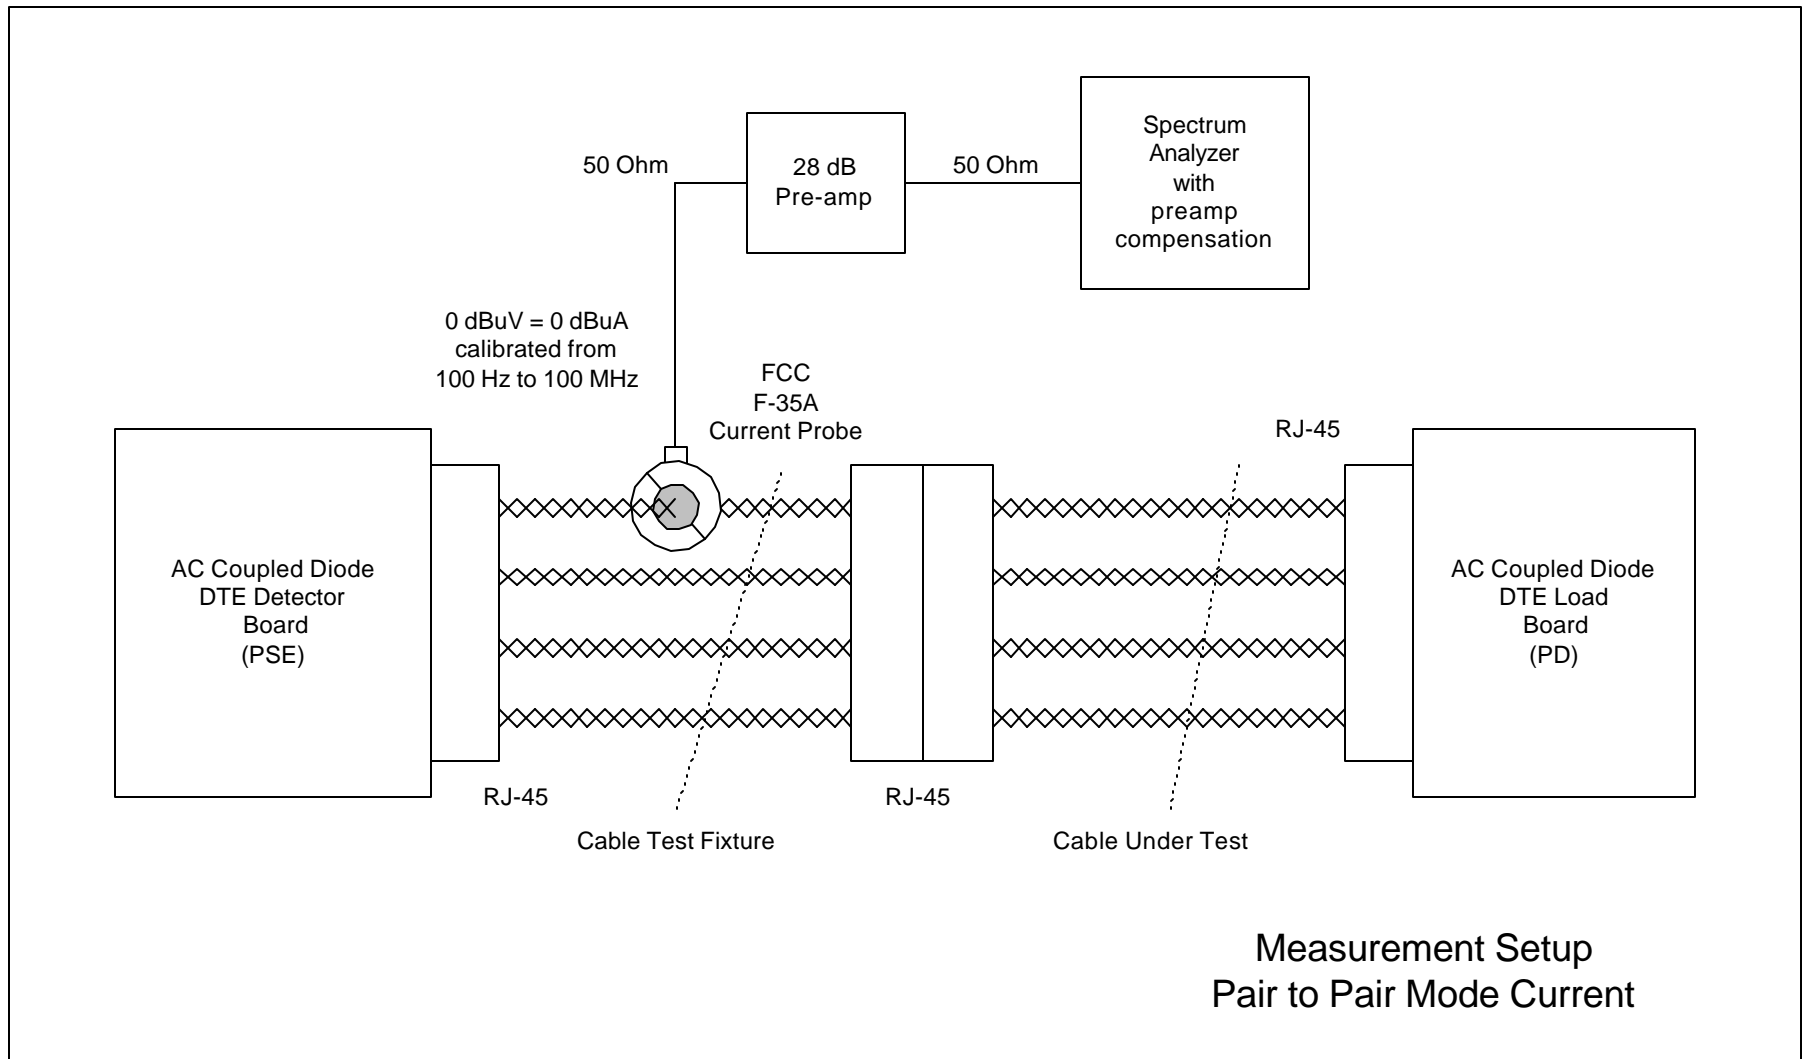 50 Ohm
28 dB
Pre-amp
50 Ohm
Spectrum
Analyzer
with
preamp
compensation
0 dBuV = 0 dBuA
calibrated from
100 Hz to 100 MHz
FCC
F-35A
Current Probe
RJ-45
AC Coupled Diode
DTE Detector
Board
(PSE)
AC Coupled Diode
DTE Load
Board
(PD)
RJ-45
RJ-45
Cable Test Fixture
Cable Under Test
Measurement Setup
Pair to Pair Mode Current